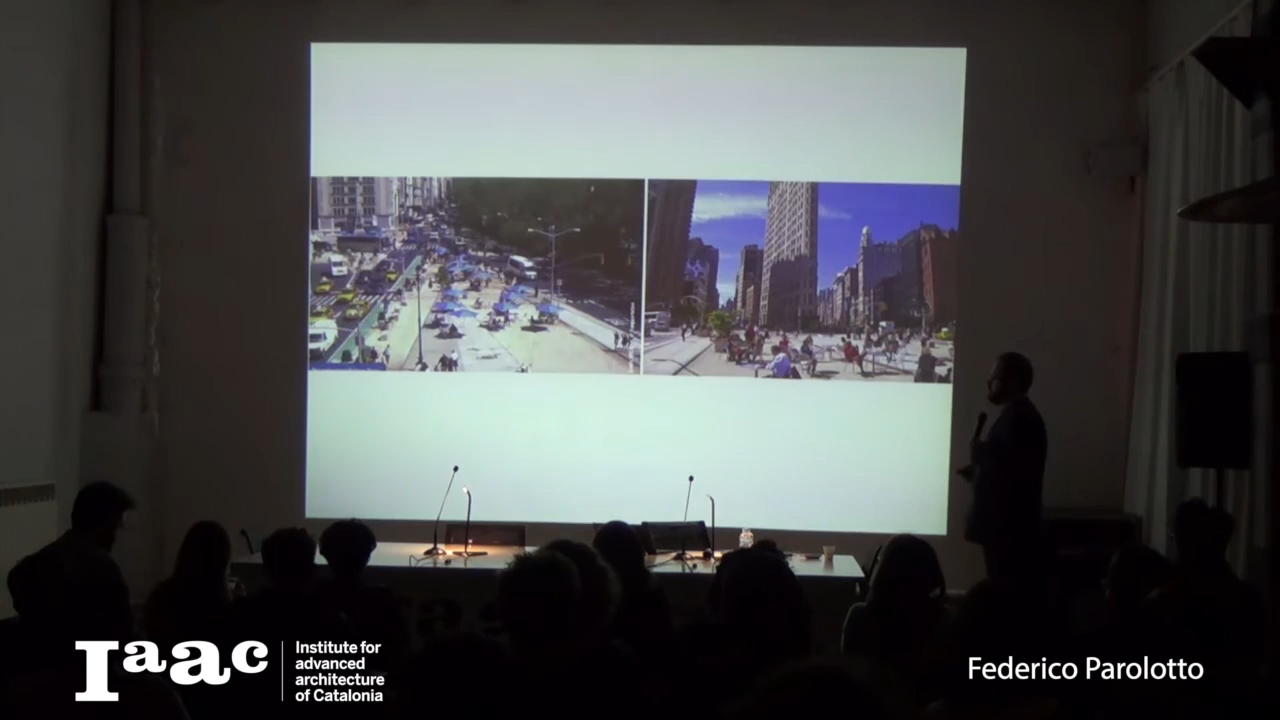 Iaac
Institute for
advanced
architecture
of Catalonia
Federico Parolotto